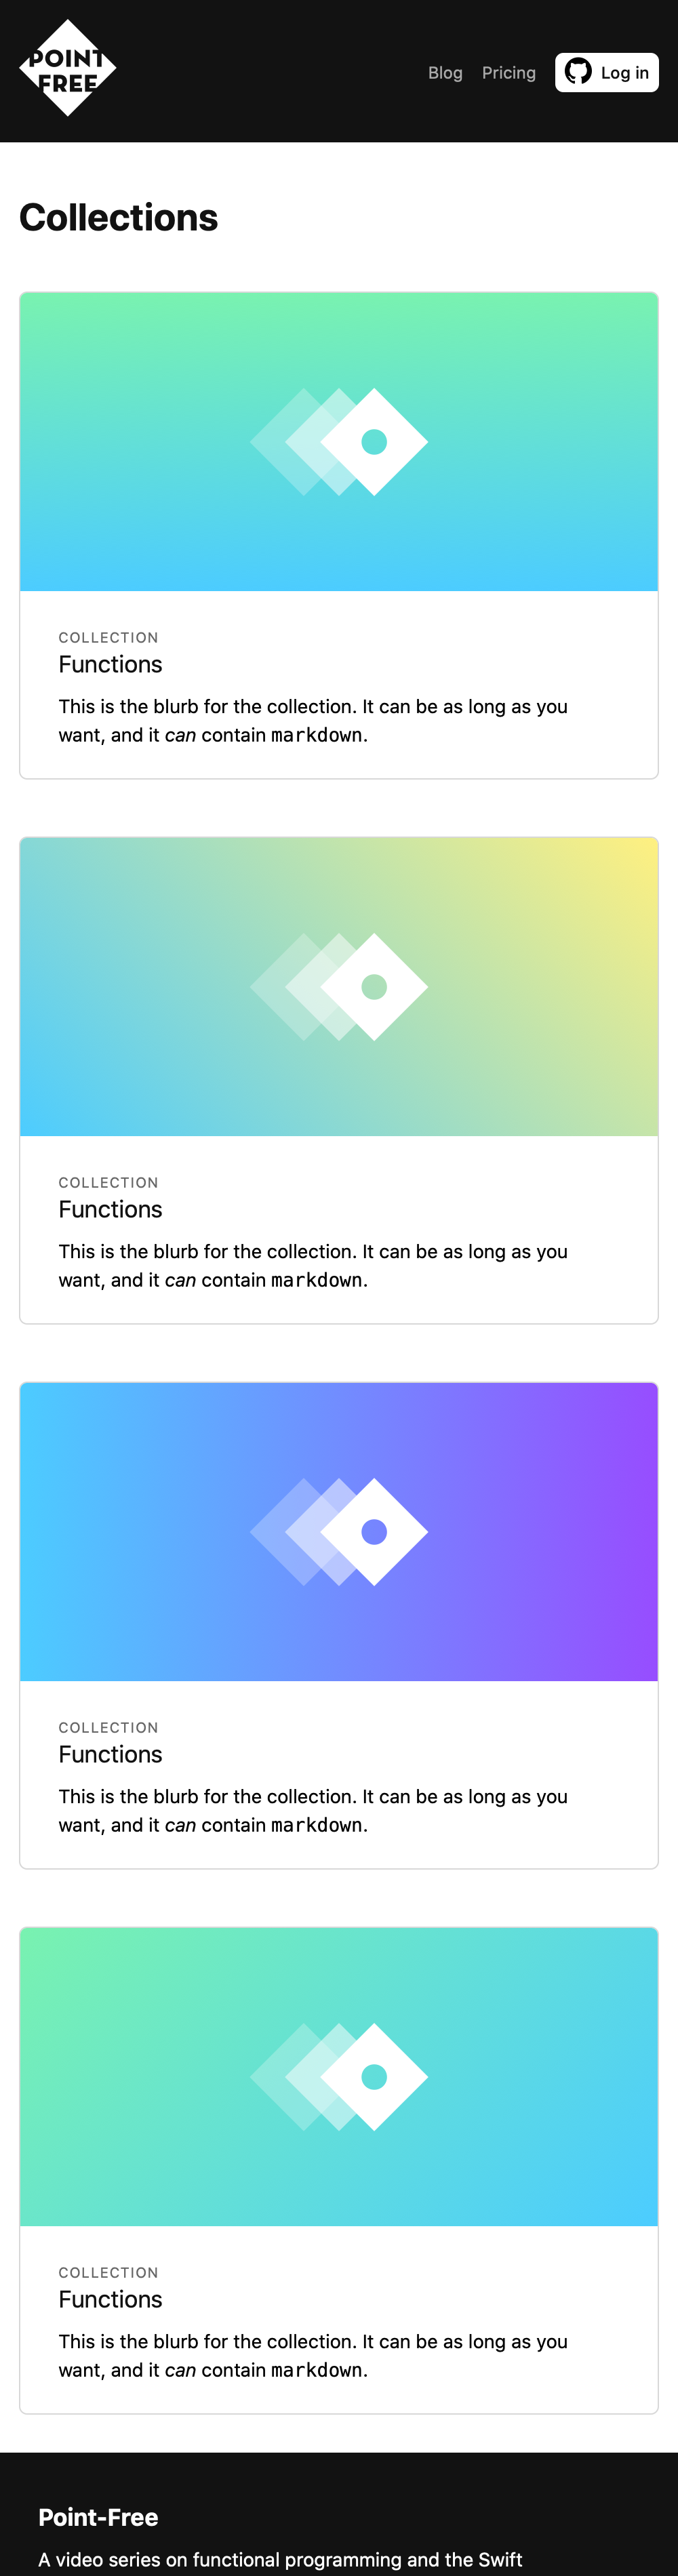 POINT
FREE
Blog Pricing Log in
Collections
COLLECTION
Functions
This is the blurb for the collection. It can be as long as you
want, and it can contain markdown.
COLLECTION
Functions
This is the blurb for the collection. It can be as long as you
want, and it can contain markdown.
COLLECTION
Functions
This is the blurb for the collection. It can be as long as you
want, and it can contain markdown.
COLLECTION
Functions
This is the blurb for the collection. It can be as long as you
want, and it can contain markdown.
Point-Free
A video series on functional programming and the Swift